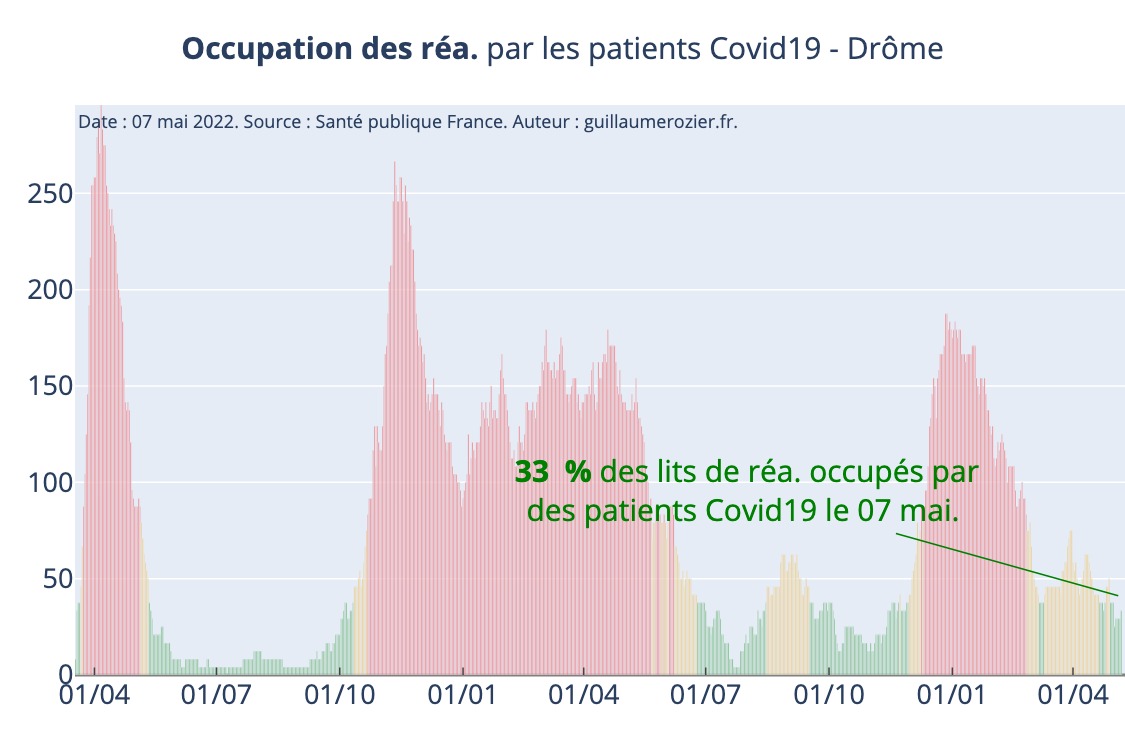 Occupation des réa. par les patients Covid19 - Drôme
Date : 07 mai 2022. Source : Santé publique France. Auteur : guillaumerozier.fr.
250
200
150
100
50
0
33 % des lits de réa. occupés par
des patients Covid19 le 07 mai.
01/04 01/07 01/10 01/01 01/04 01/07 01/10 01/01 01/04